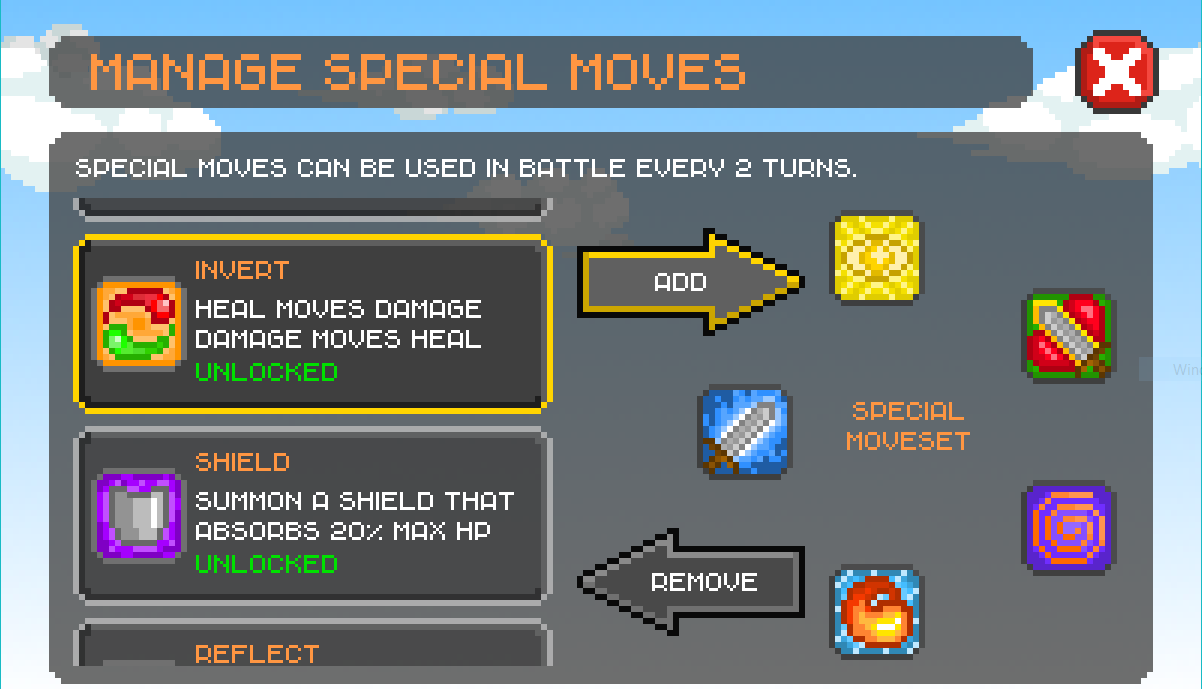 MANAGE SPECIAL MOVES
SPECIAL MOVES CAN BE USED IN BATTLE EVERY 2 TURNS.
INVERT
HEAL MOVES DAMAGE
DAMAGE MOVES HEAL
UNLOCKED
ADD
SPECIAL
MOVESET
SHIELD
SUMMON A SHIELD THAT
ABSORBS 20% MAX HP
UNLOCKED
REMOVE
REFLECT